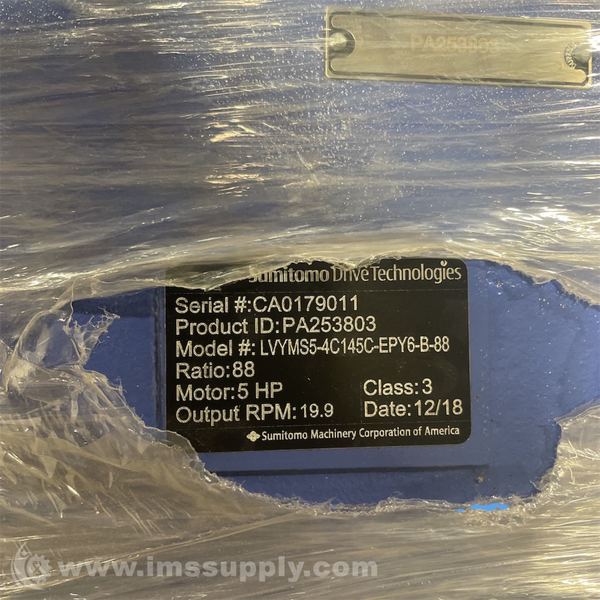 Sumitomo Drive Technologies
Serial #:CA0179011
Product ID:PA253803
Model #: LVYMS5-4C145C-EPY6-B-88
Ratio:88
Motor:5 HP Class: 3
Output RPM: 19.9 Date:12/18
Sumitomo Machinery Corporation of America
www.imssupply.com